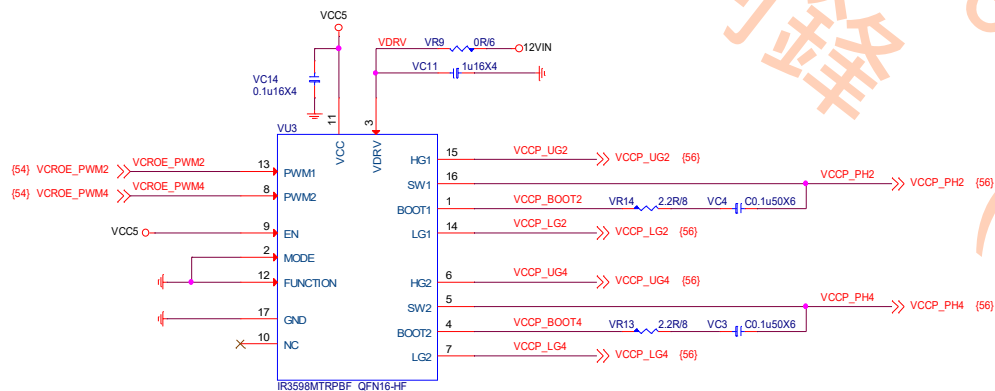 VCC5
VDRV VR9 0R/6 12VIN
VC11 1u16X4
VC14
0.1u16X4
VU3
11
3
VCC
VDRV
{54} VCROE_PWM2 VCROE_PWM2 13 PWM1
{54} VCROE_PWM4 VCROE_PWM4 8 PWM2
VCC5 9 EN
2 MODE
12 FUNCTION
17 GND
10 NC
HG1 15 VCCP_UG2 VCCP_UG2 {56}
SW1 16 VCCP_PH2 VCCP_PH2 {56}
BOOT1 1 VCCP_BOOT2 VR14 2.2R/8 VC4 C0.1u50X6
LG1 14 VCCP_LG2 VCCP_LG2 {56}
HG2 6 VCCP_UG4 VCCP_UG4 {56}
SW2 5 VCCP_PH4 VCCP_PH4 {56}
BOOT2 4 VCCP_BOOT4 VR13 2.2R/8 VC3 C0.1u50X6
LG2 7 VCCP_LG4 VCCP_LG4 {56}
IR3598MTRPBF_QFN16-HF
鋒